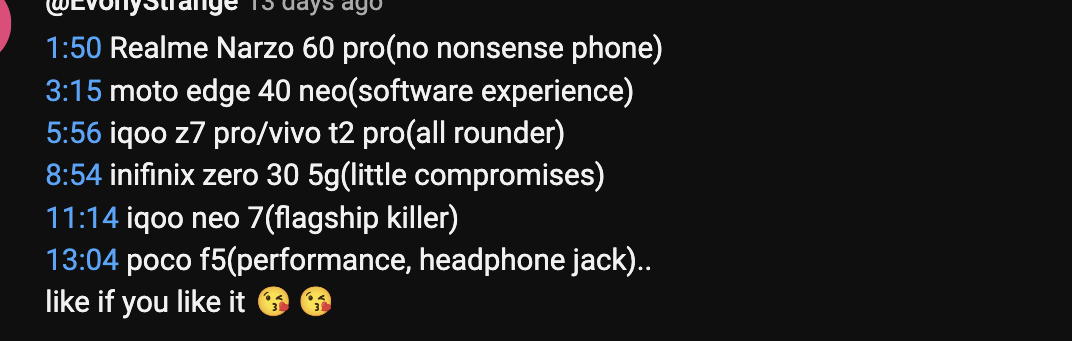 @EvonyStrange 13 days ago
1:50 Realme Narzo 60 pro(no nonsense phone)
3:15 moto edge 40 neo(software experience)
5:56 iqoo z7 pro/vivo t2 pro(all rounder)
8:54 inifinix zero 30 5g(little compromises)
11:14 iqoo neo 7(flagship killer)
13:04 poco f5(performance, headphone jack)..
like if you like it 😘 😘